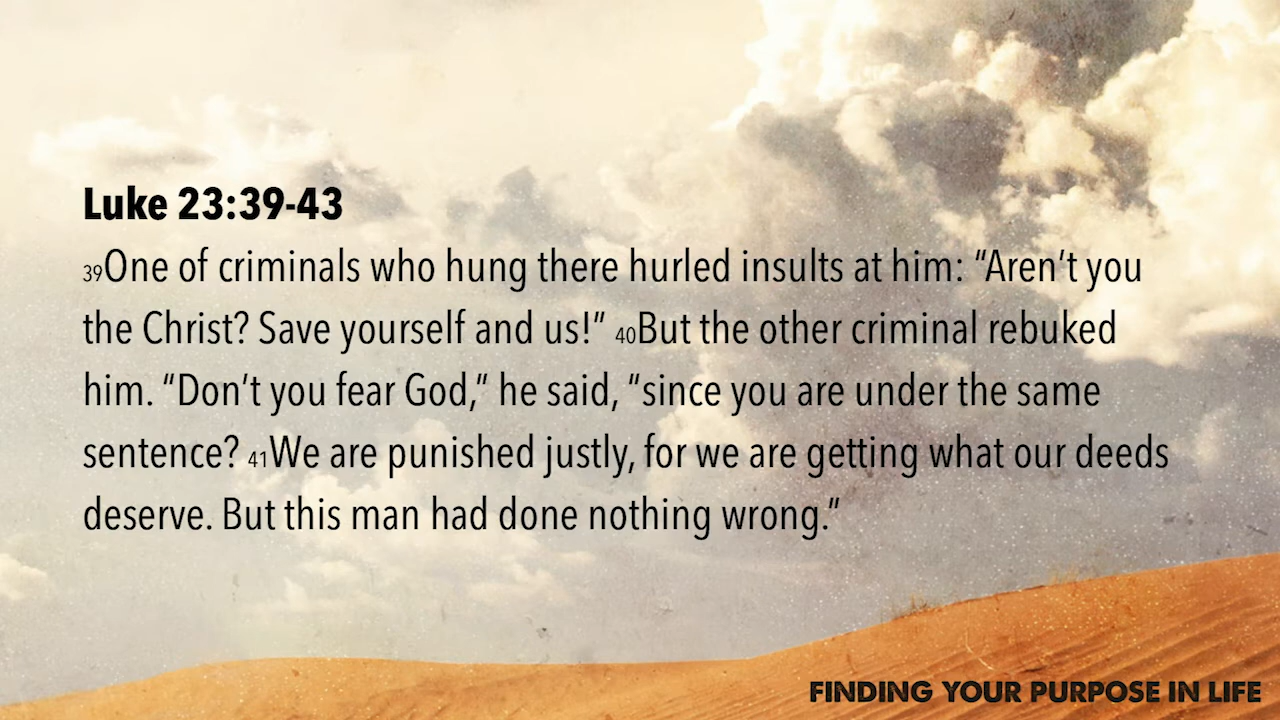 Luke 23:39-43
39One of criminals who hung there hurled insults at him: “Aren’t you
the Christ? Save yourself and us!” 40But the other criminal rebuked
him. “Don’t you fear God,” he said, “since you are under the same
sentence? 41We are punished justly, for we are getting what our deeds
deserve. But this man had done nothing wrong.”
FINDING YOUR PURPOSE IN LIFE